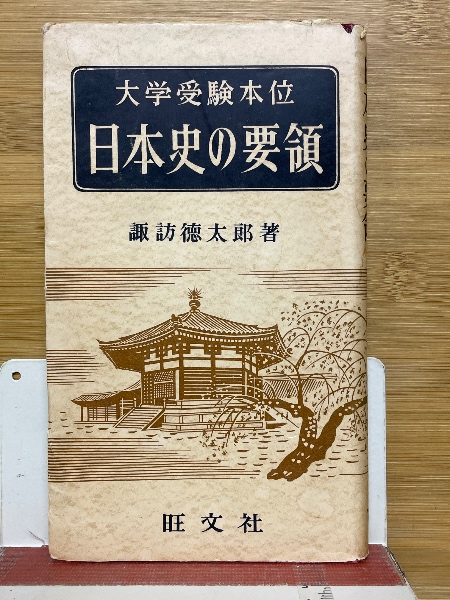 大学受験本位
日本史の要領
諏訪徳太郎著
旺文社